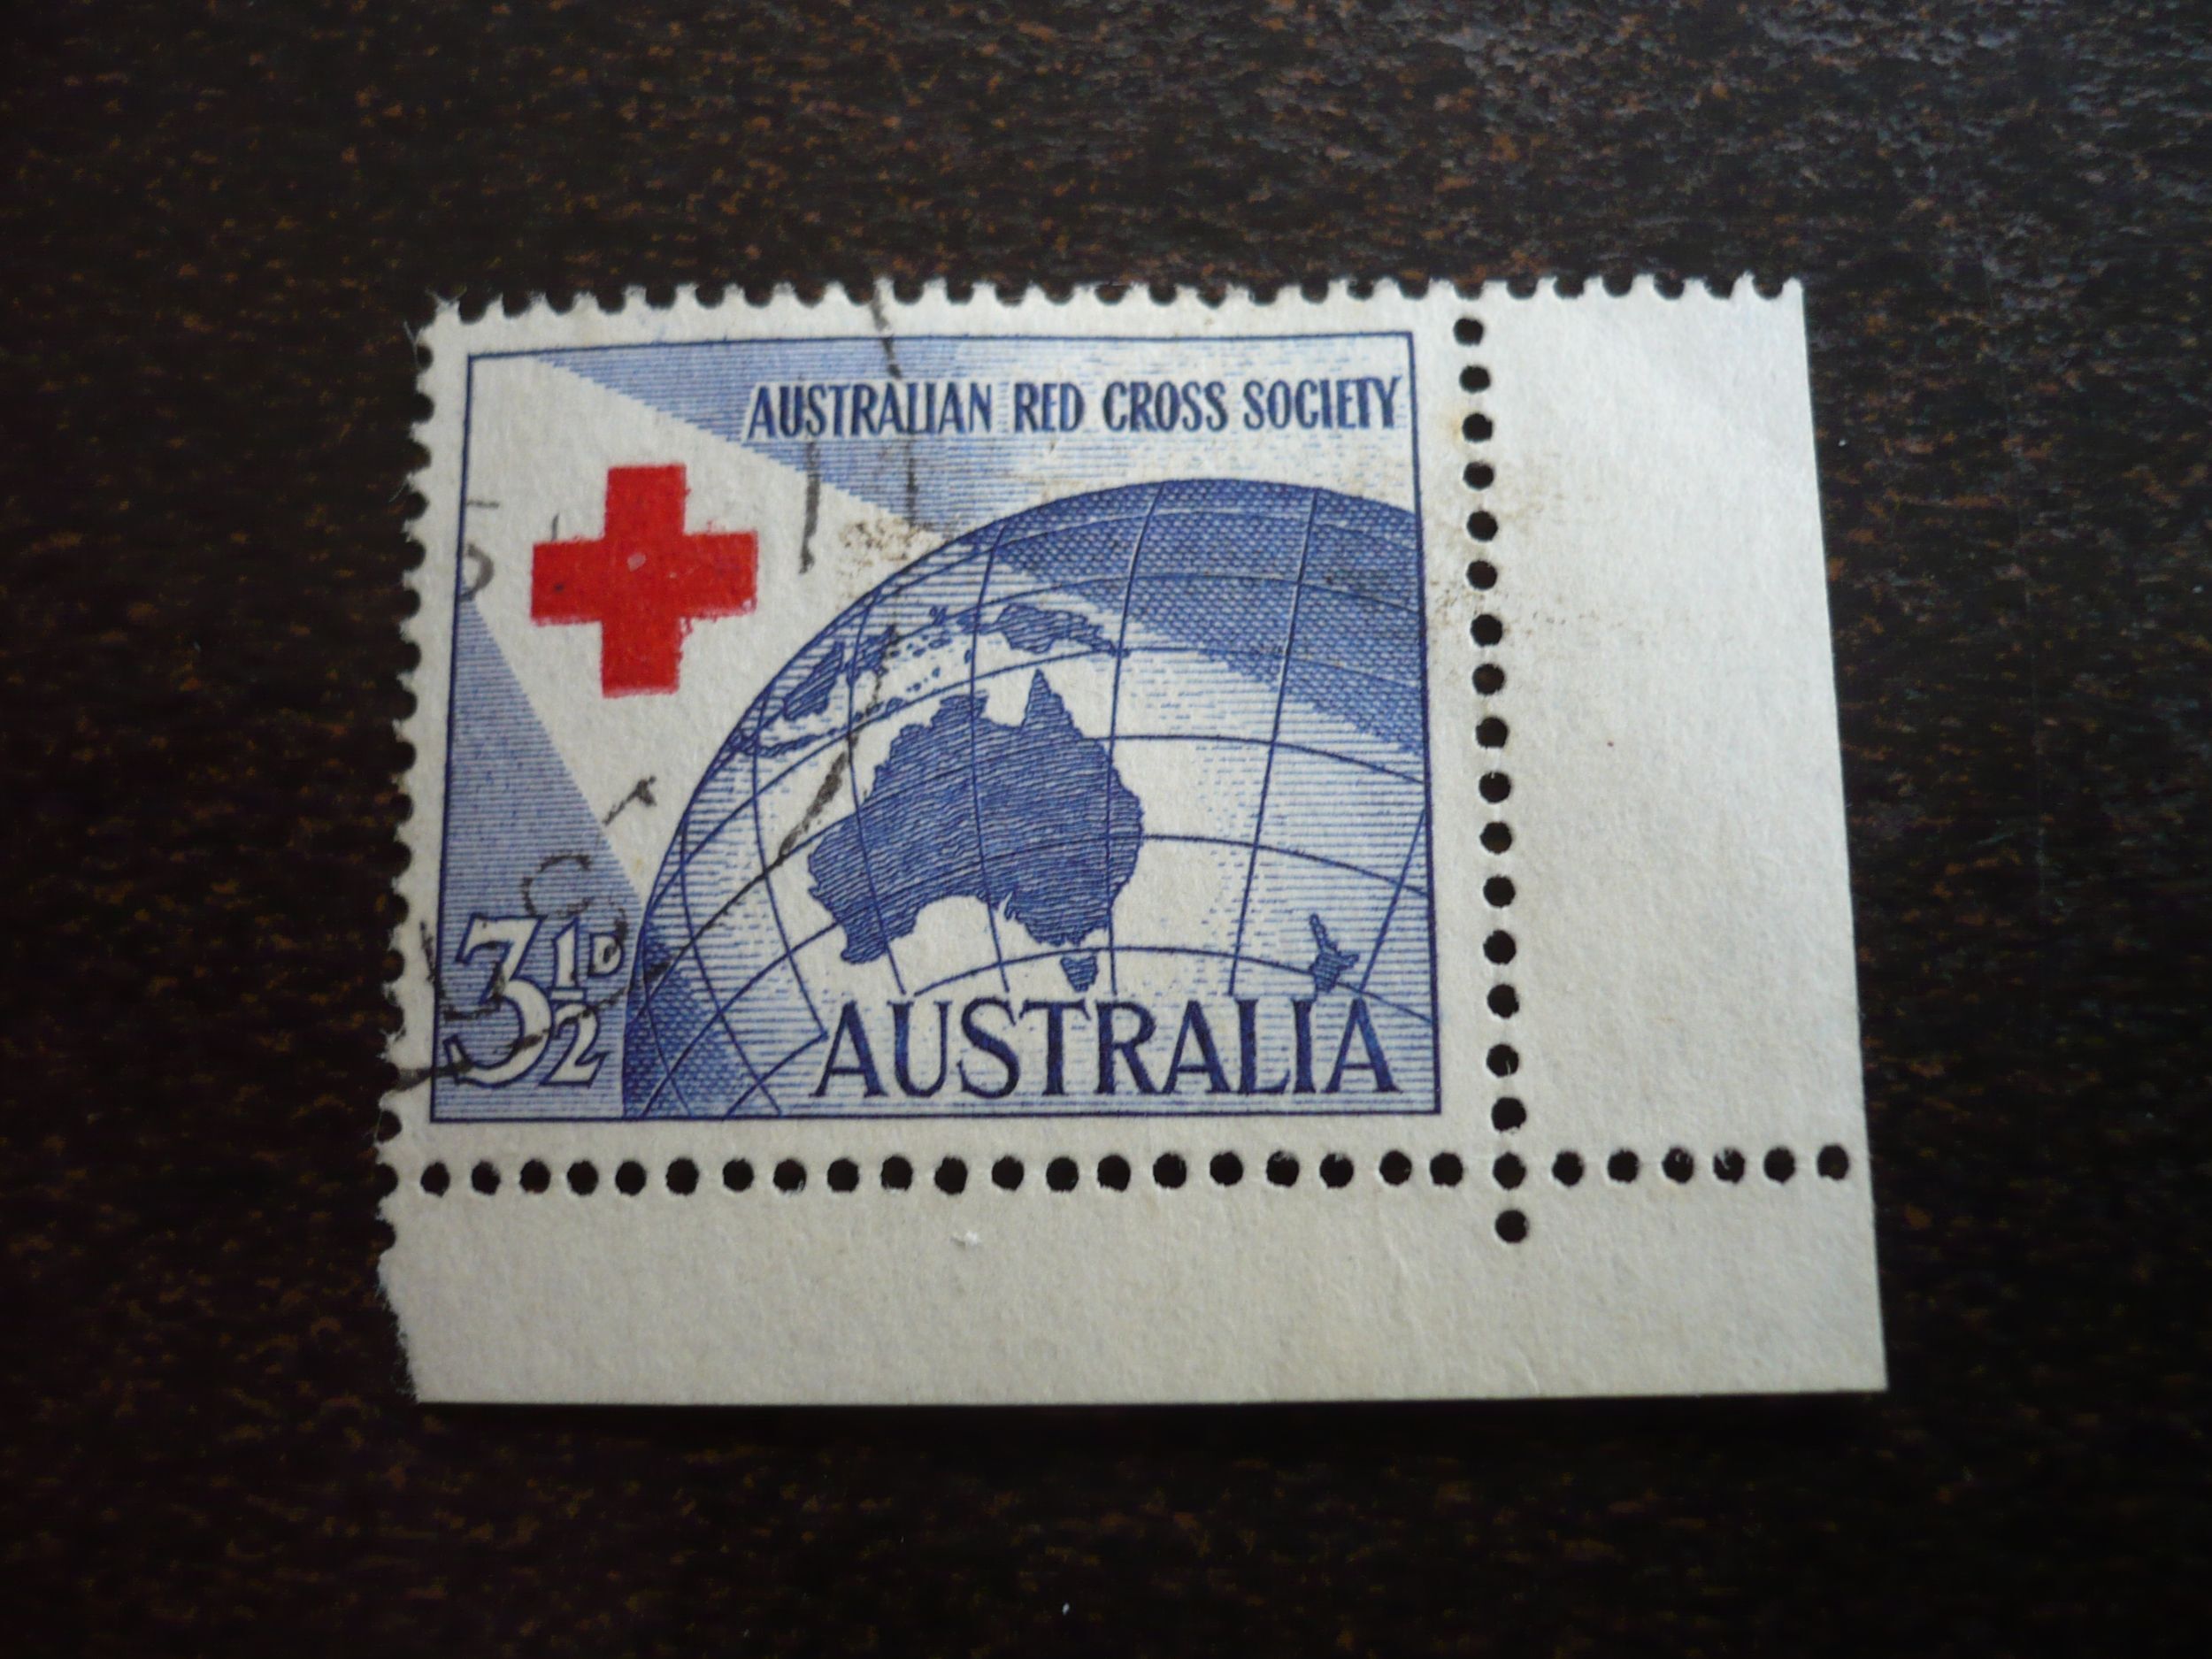 AUSTRALIAN RED CROSS SOCIETY
3½D
AUSTRALIA